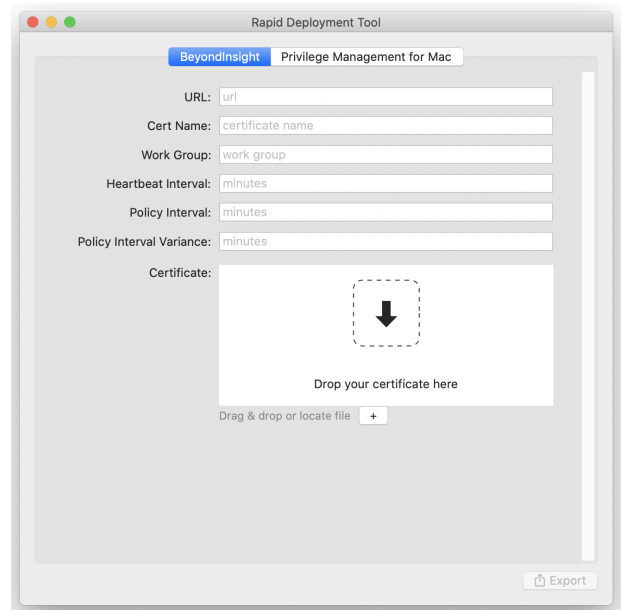 Rapid Deployment Tool
BeyondInsight Privilege Management for Mac
URL: url
Cert Name: certificate name
Work Group: work group
Heartbeat Interval: minutes
Policy Interval: minutes
Policy Interval Variance: minutes
Certificate:
Drop your certificate here
Drag & drop or locate file +
Export